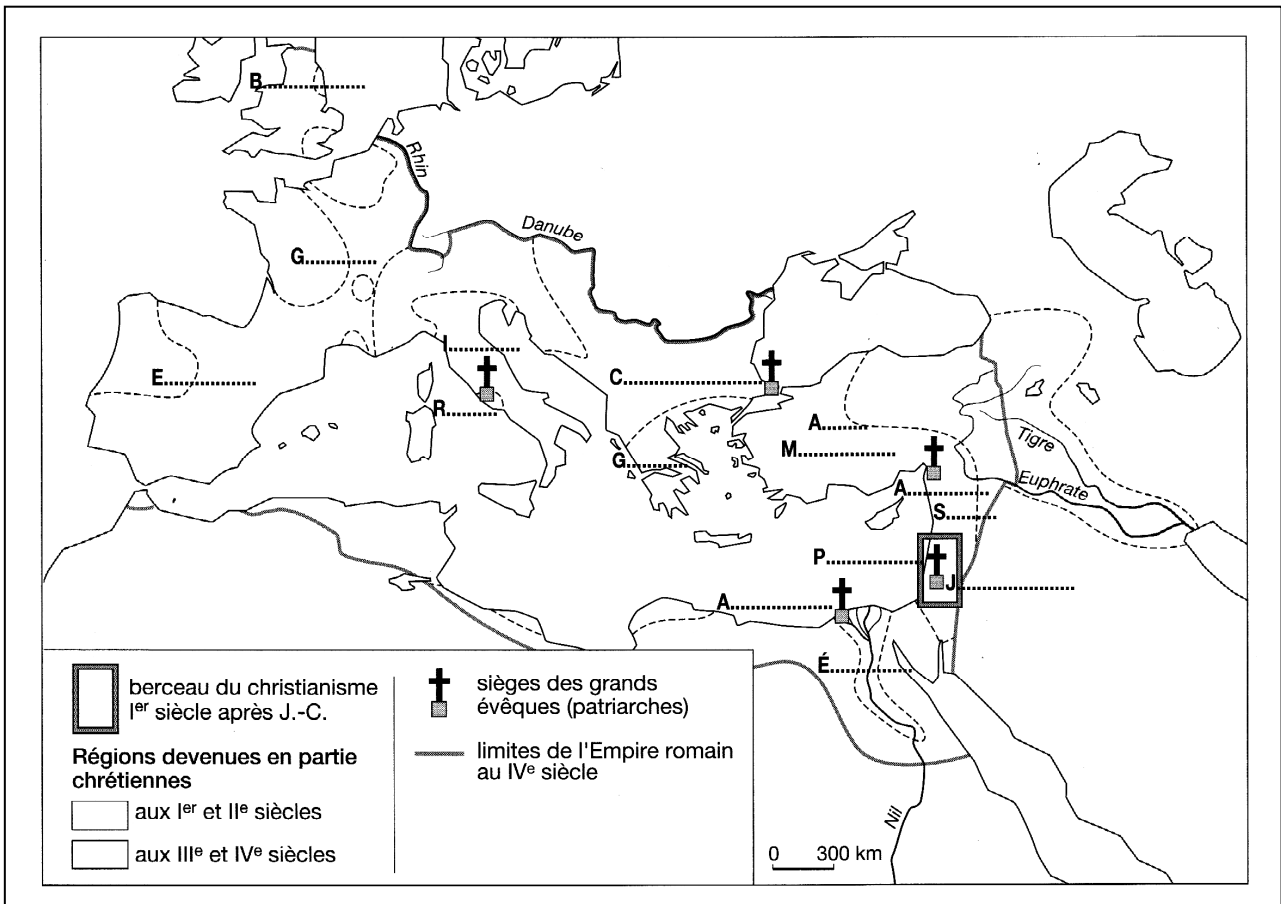 B..................
Rhin
Danube
G..............
I..............
E..............
C..........................
R..........
A.........
M................
G............
Tigre
Euphrate
A..............
S.........
P................
J....................
A..................
É................
Nil
0 300 km
berceau du christianisme
Ier siècle après J.-C.
Régions devenues en partie
chrétiennes
aux Ier et IIe siècles
aux IIIe et IVe siècles
sièges des grands
évêques (patriarches)
limites de l'Empire romain
au IVe siècle